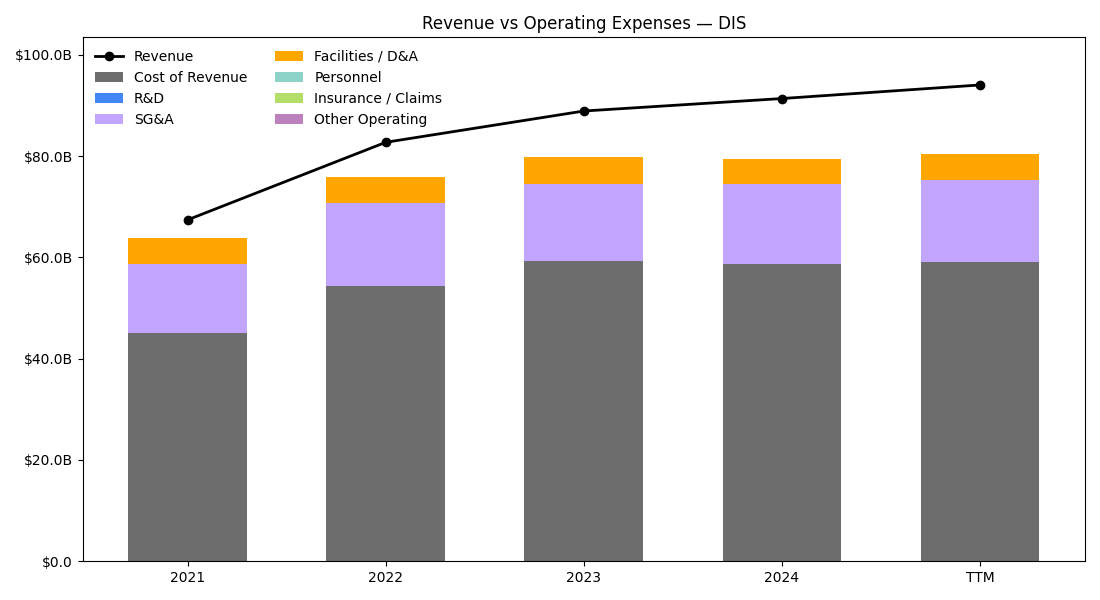 Revenue vs Operating Expenses — DIS
$100.0B
$80.0B
$60.0B
$40.0B
$20.0B
$0.0
Revenue
Cost of Revenue
R&D
SG&A
Facilities / D&A
Personnel
Insurance / Claims
Other Operating
2021
2022
2023
2024
TTM